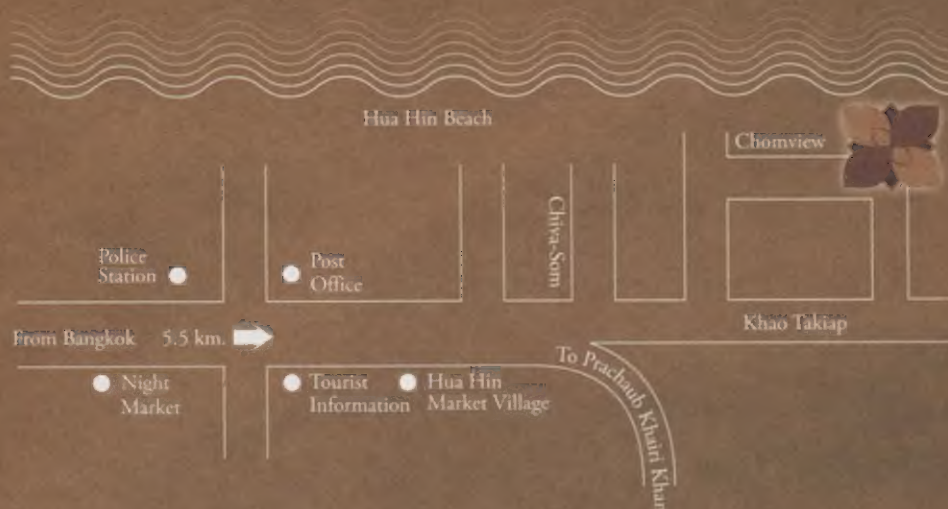 Hua Hin Beach
Chomview
Chiva-Som
Police
Station
Post
Office
From Bangkok 5.5 km.
Khao Takiap
To Prachaub Khairi Khan
Night
Market
Tourist
Information
Hua Hin
Market Village